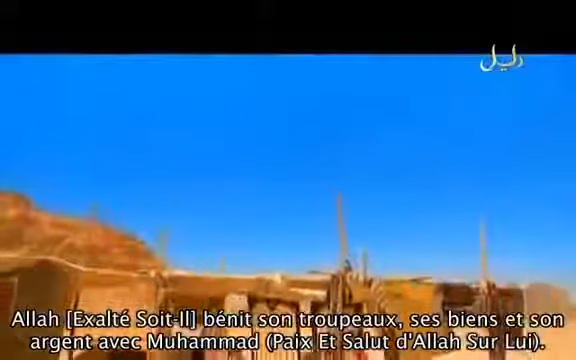 دليل
Allah [Exalté Soit-Il] bénit son troupeaux, ses biens et son
argent avec Muhammad (Paix Et Salut d'Allah Sur Lui).